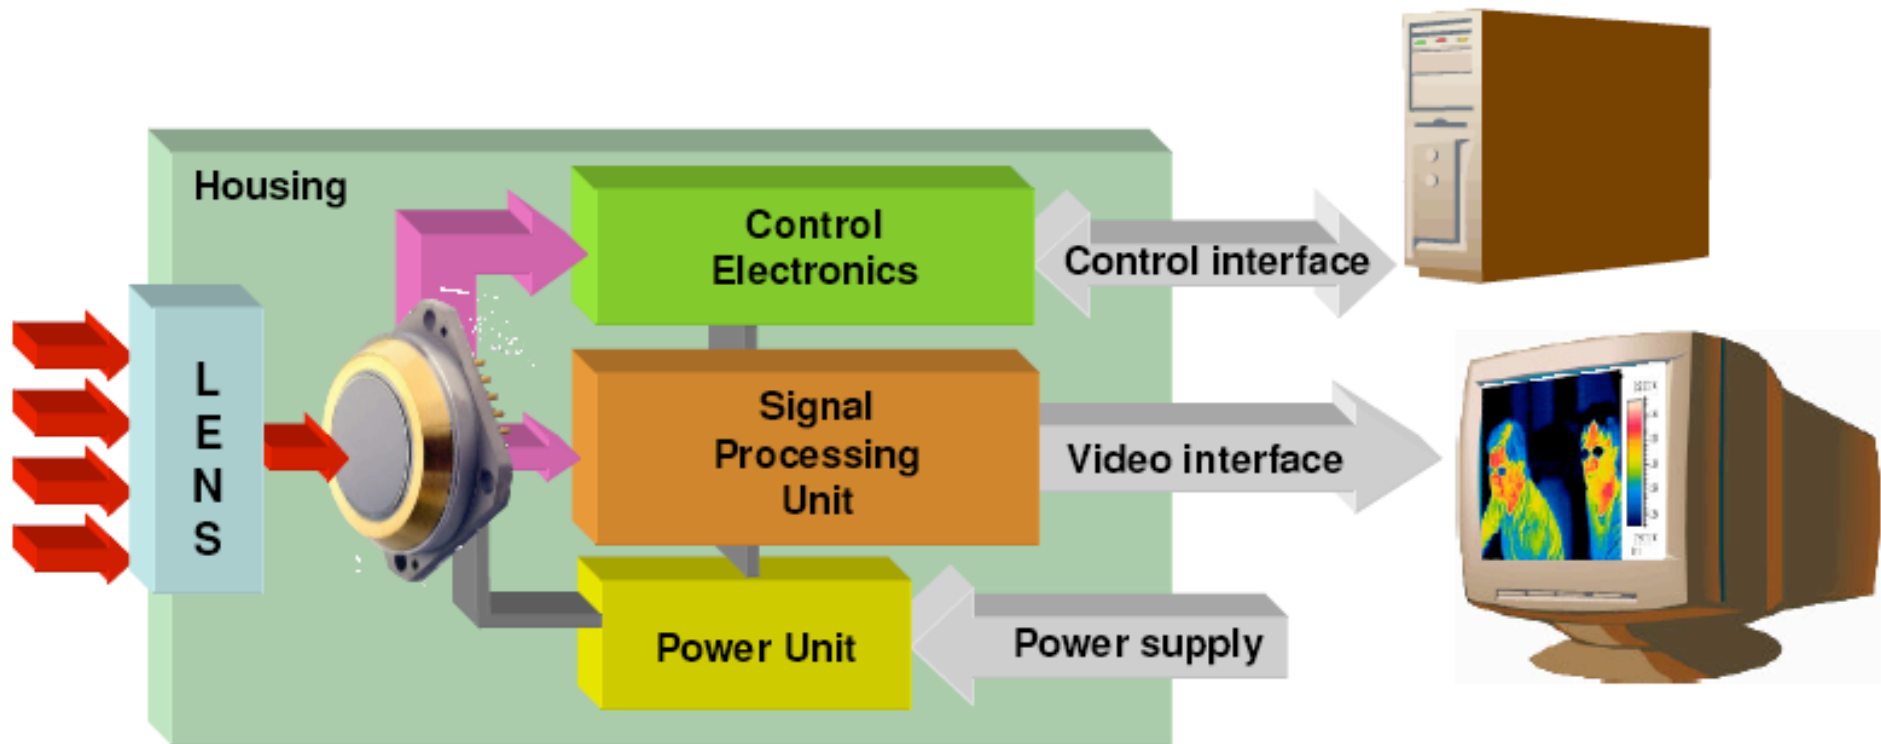 Housing
Control
Electronics
Control interface
L
E
N
S
Signal
Processing
Unit
Video interface
Power Unit
Power supply